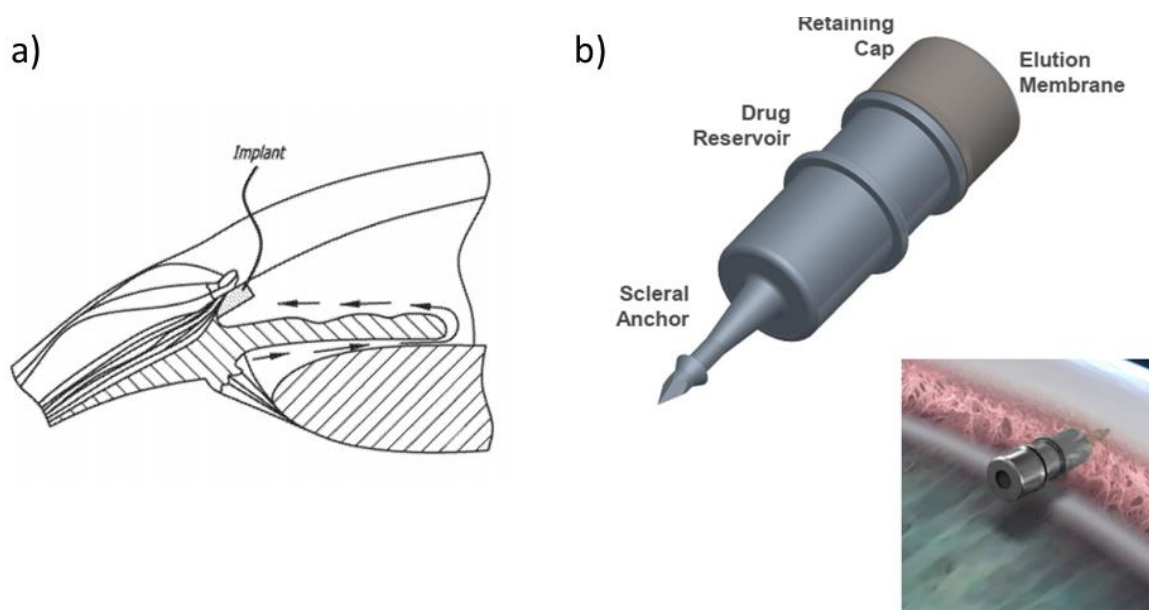 a)
Implant
b)
Retaining
Cap
Elution
Membrane
Drug
Reservoir
Scleral
Anchor